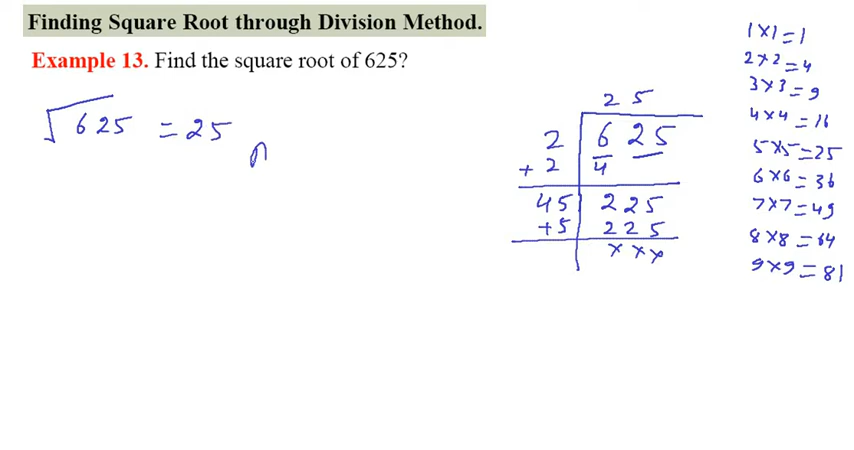 Finding Square Root through Division Method.
Example 13. Find the square root of 625?
√625 = 25
2 5
2 | 6 25
+ 2 | 4
45 | 225
+5 | 225
x x x
1 x 1 = 1
2 x 2 = 4
3 x 3 = 9
4 x 4 = 16
5 x 5 = 25
6 x 6 = 36
7 x 7 = 49
8 x 8 = 64
9 x 9 = 81